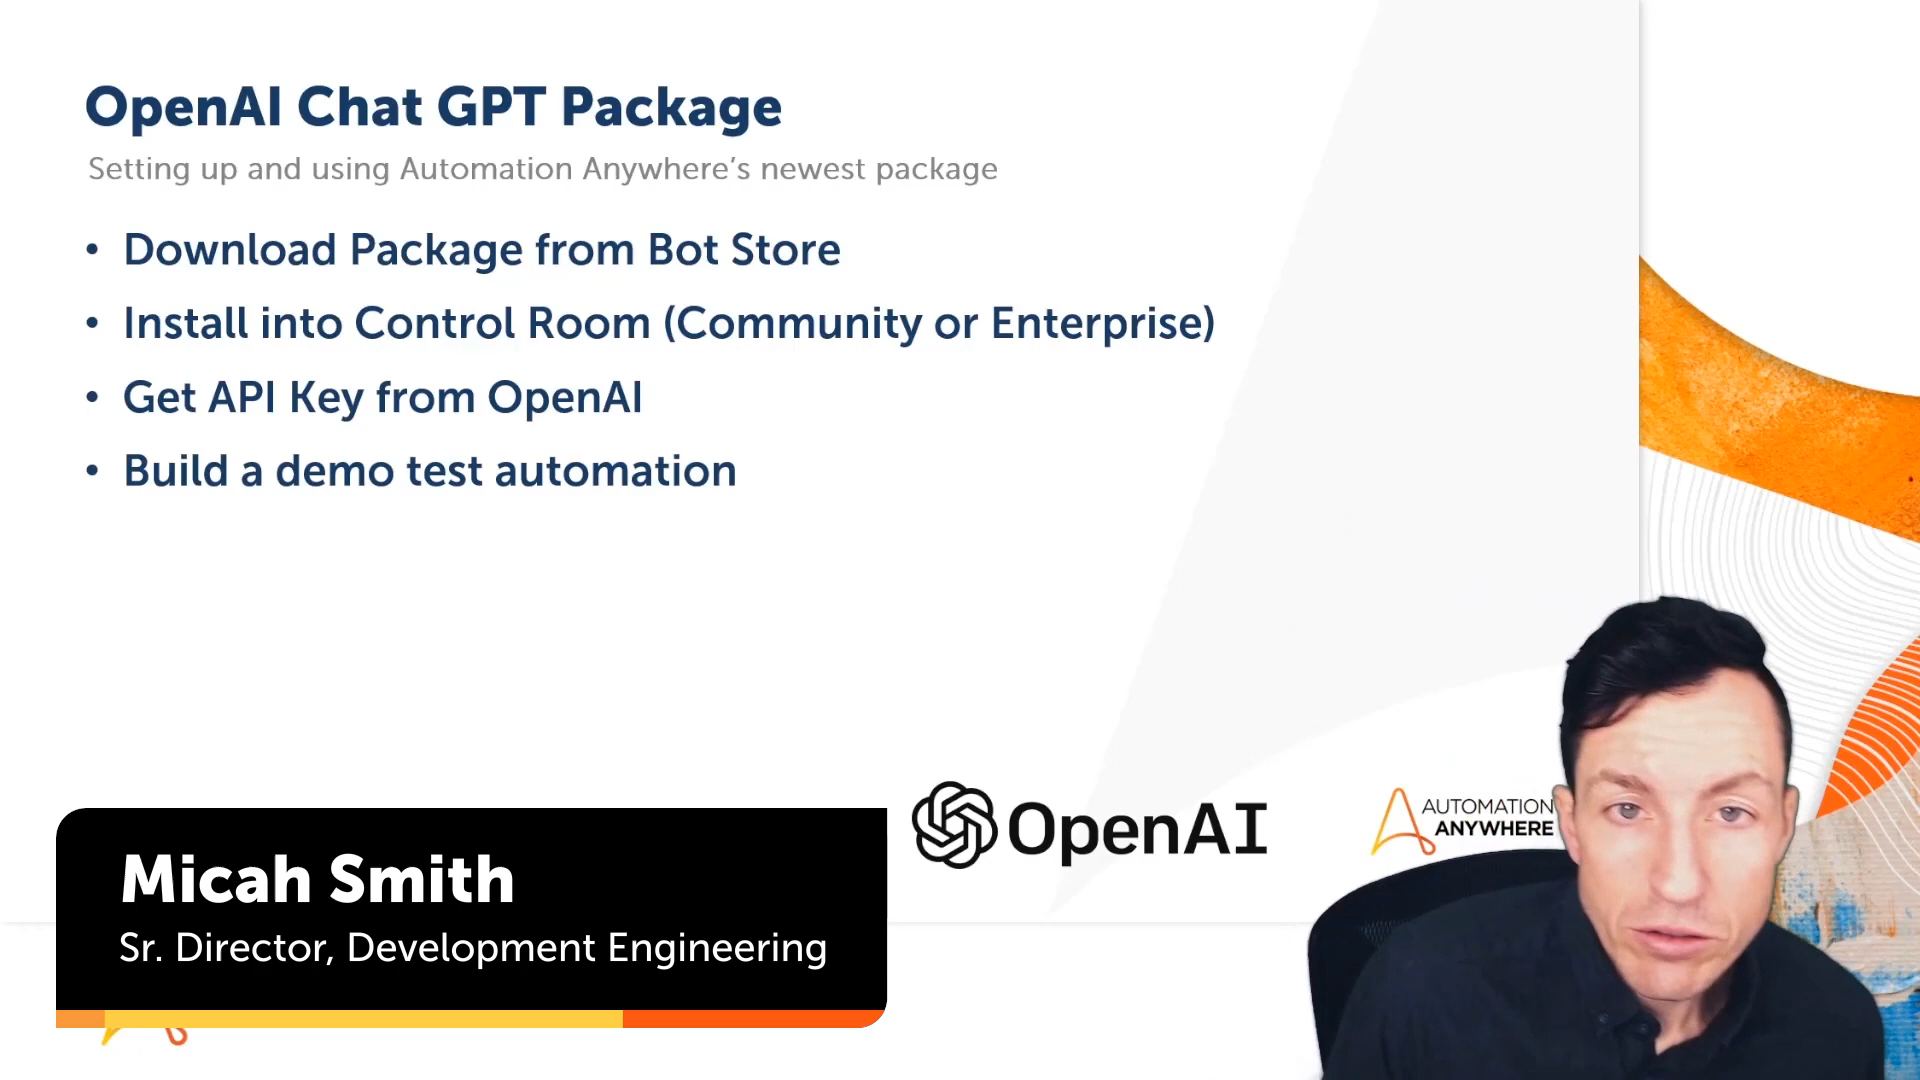 OpenAI Chat GPT Package
Setting up and using Automation Anywhere’s newest package
• Download Package from Bot Store
• Install into Control Room (Community or Enterprise)
• Get API Key from OpenAI
• Build a demo test automation
OpenAI
AUTOMATION
ANYWHERE
Micah Smith
Sr. Director, Development Engineering